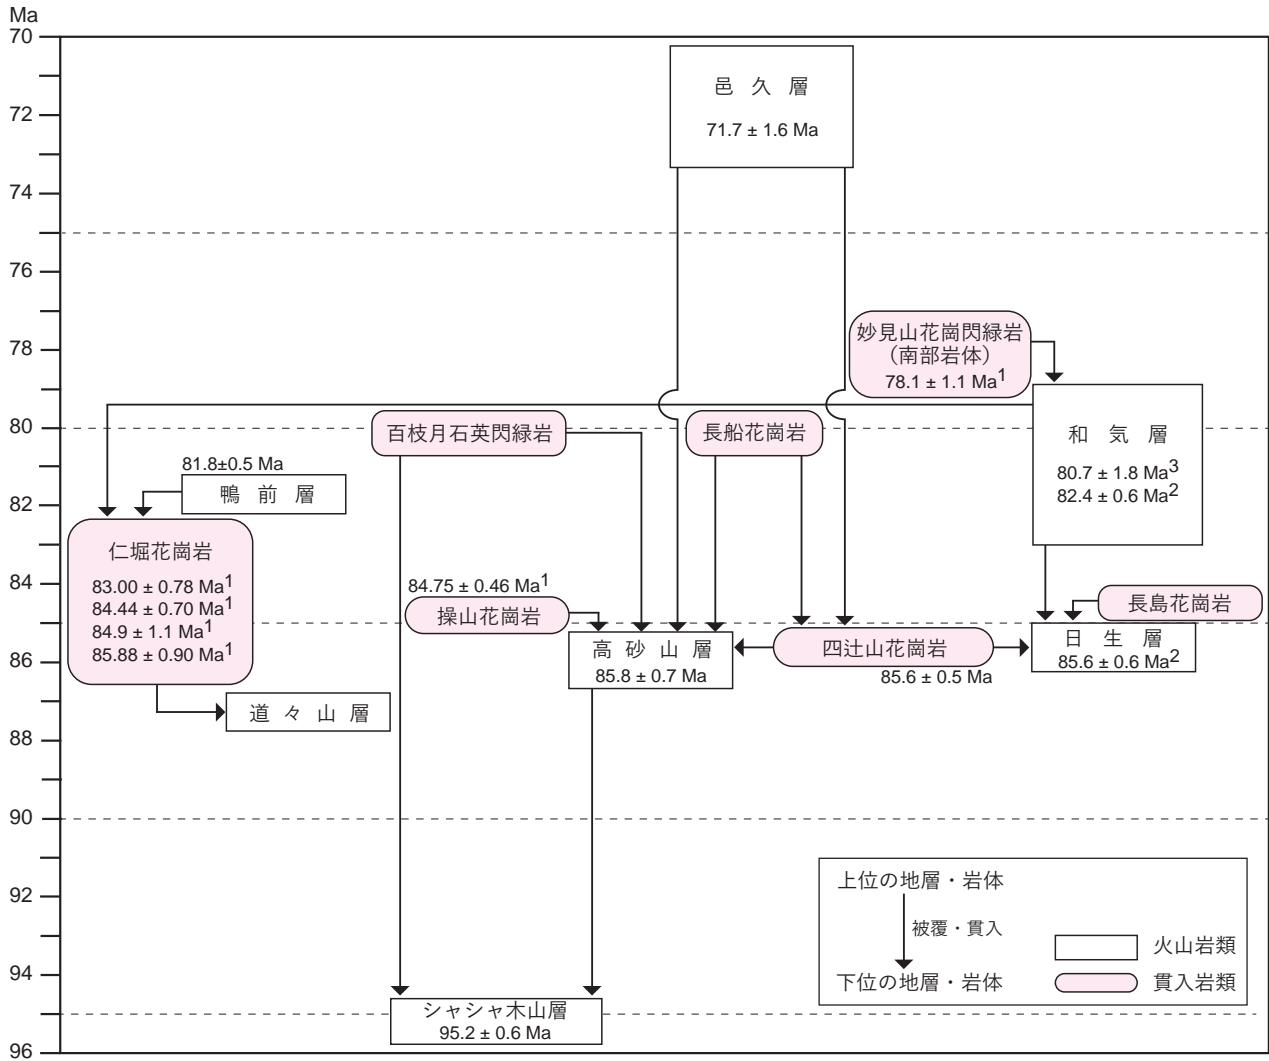 Ma
70
72
74
76
78
80
82
84
86
88
90
92
94
96
邑久層
71.7 ± 1.6 Ma
妙見山花崗閃緑岩
（南部岩体）
78.1 ± 1.1 Ma1
百枝月石英閃緑岩
長船花崗岩
和気層
80.7 ± 1.8 Ma3
82.4 ± 0.6 Ma2
81.8±0.5 Ma
鴨前層
仁堀花崗岩
83.00 ± 0.78 Ma1
84.44 ± 0.70 Ma1
84.9 ± 1.1 Ma1
85.88 ± 0.90 Ma1
84.75 ± 0.46 Ma1
操山花崗岩
長島花崗岩
高砂山層
85.8 ± 0.7 Ma
四辻山花崗岩
85.6 ± 0.5 Ma
日生層
85.6 ± 0.6 Ma2
道々山層
シャシャ木山層
95.2 ± 0.6 Ma
上位の地層・岩体
被覆・貫入
下位の地層・岩体
火山岩類
貫入岩類